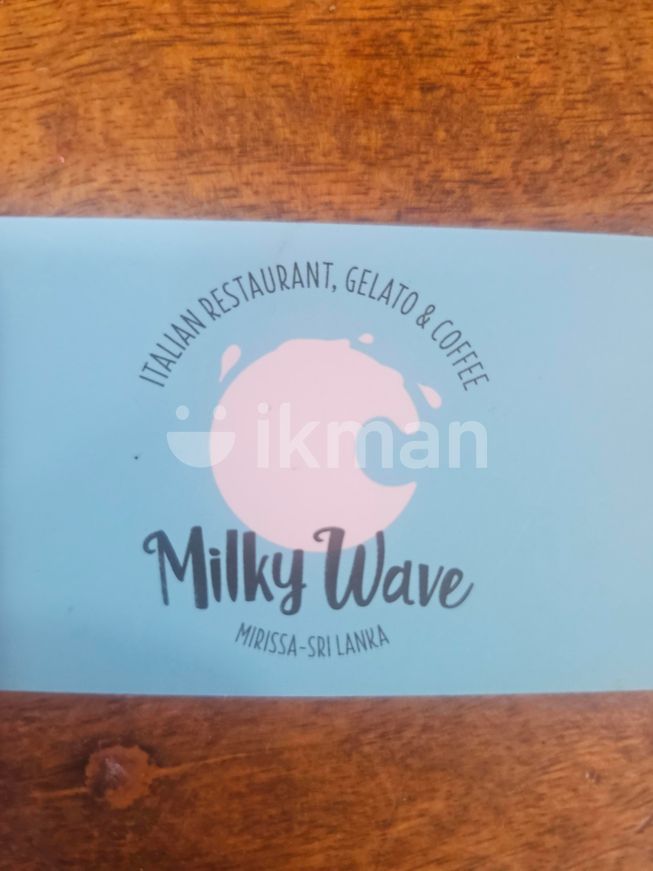 ITALIAN RESTAURANT, GELATO & COFFEE
ikman
Milky Wave
MIRISSA-SRI LANKA